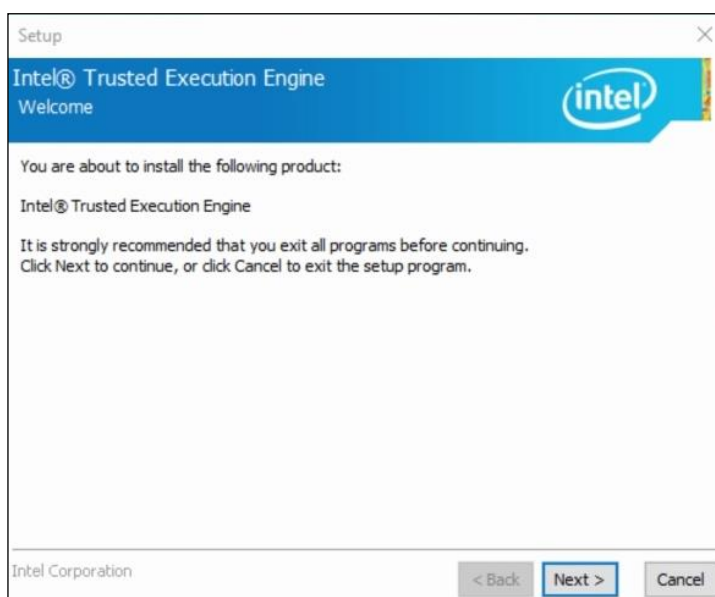 Setup
Intel® Trusted Execution Engine
Welcome
intel
You are about to install the following product:
Intel® Trusted Execution Engine
It is strongly recommended that you exit all programs before continuing.
Click Next to continue, or click Cancel to exit the setup program.
Intel Corporation
< Back Next > Cancel